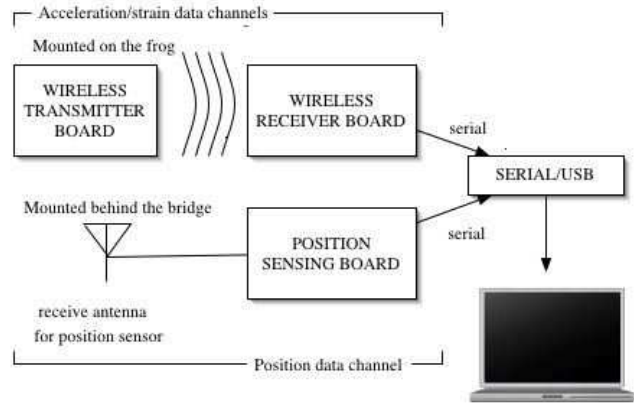 Acceleration/strain data channels
Mounted on the frog
WIRELESS
TRANSMITTER
BOARD
WIRELESS
RECEIVER BOARD
serial
SERIAL/USB
Mounted behind the bridge
POSITION
SENSING BOARD
serial
receive antenna
for position sensor
Position data channel